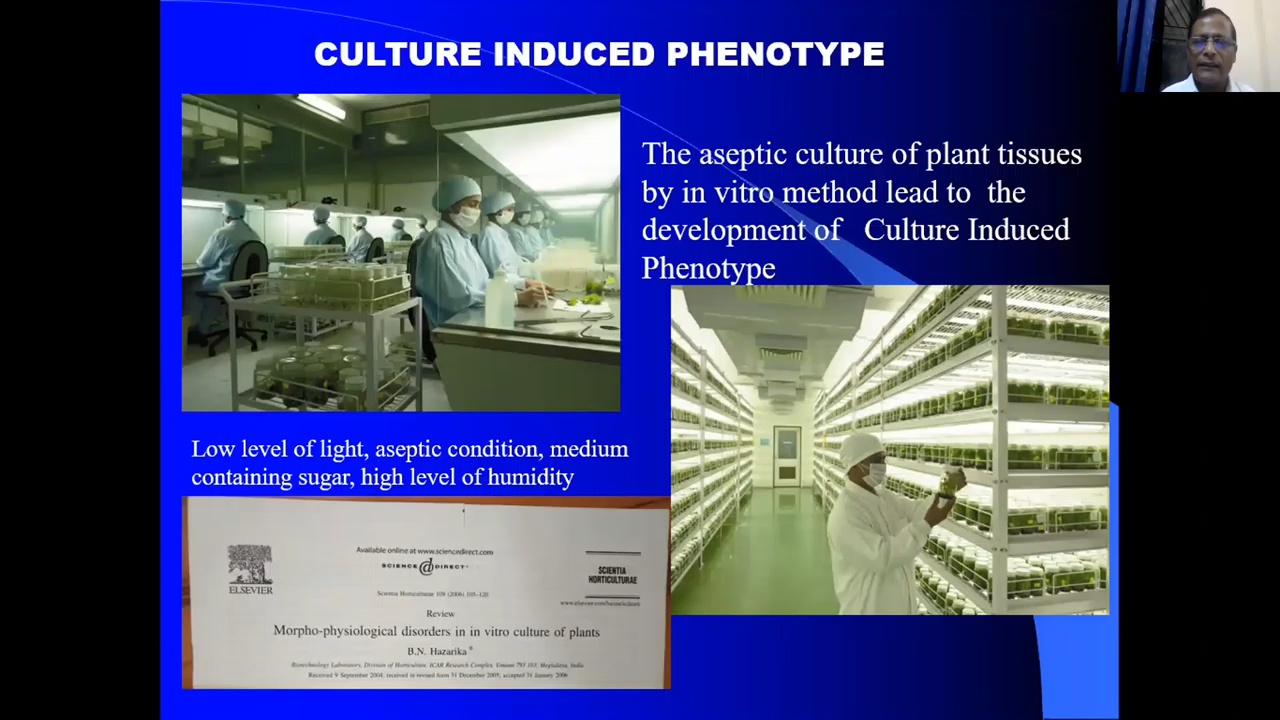 CULTURE INDUCED PHENOTYPE
The aseptic culture of plant tissues
by in vitro method lead to the
development of Culture Induced
Phenotype
Low level of light, aseptic condition, medium
containing sugar, high level of humidity
Available online at www.sciencedirect.com
SCIENCE @ DIRECT®
ELSEVIER
SCIENTIA
HORTICULTURAE
Scientia Horticulturae 108 (2006) 105–120
www.elsevier.com/locate/scihorti
Review
Morpho-physiological disorders in in vitro culture of plants
B.N. Hazarika *
Biotechnology Laboratory, Division of Horticulture, ICAR Research Complex, Umiam 793 103, Meghalaya, India
Received 9 September 2004; received in revised form 31 December 2005; accepted 31 January 2006